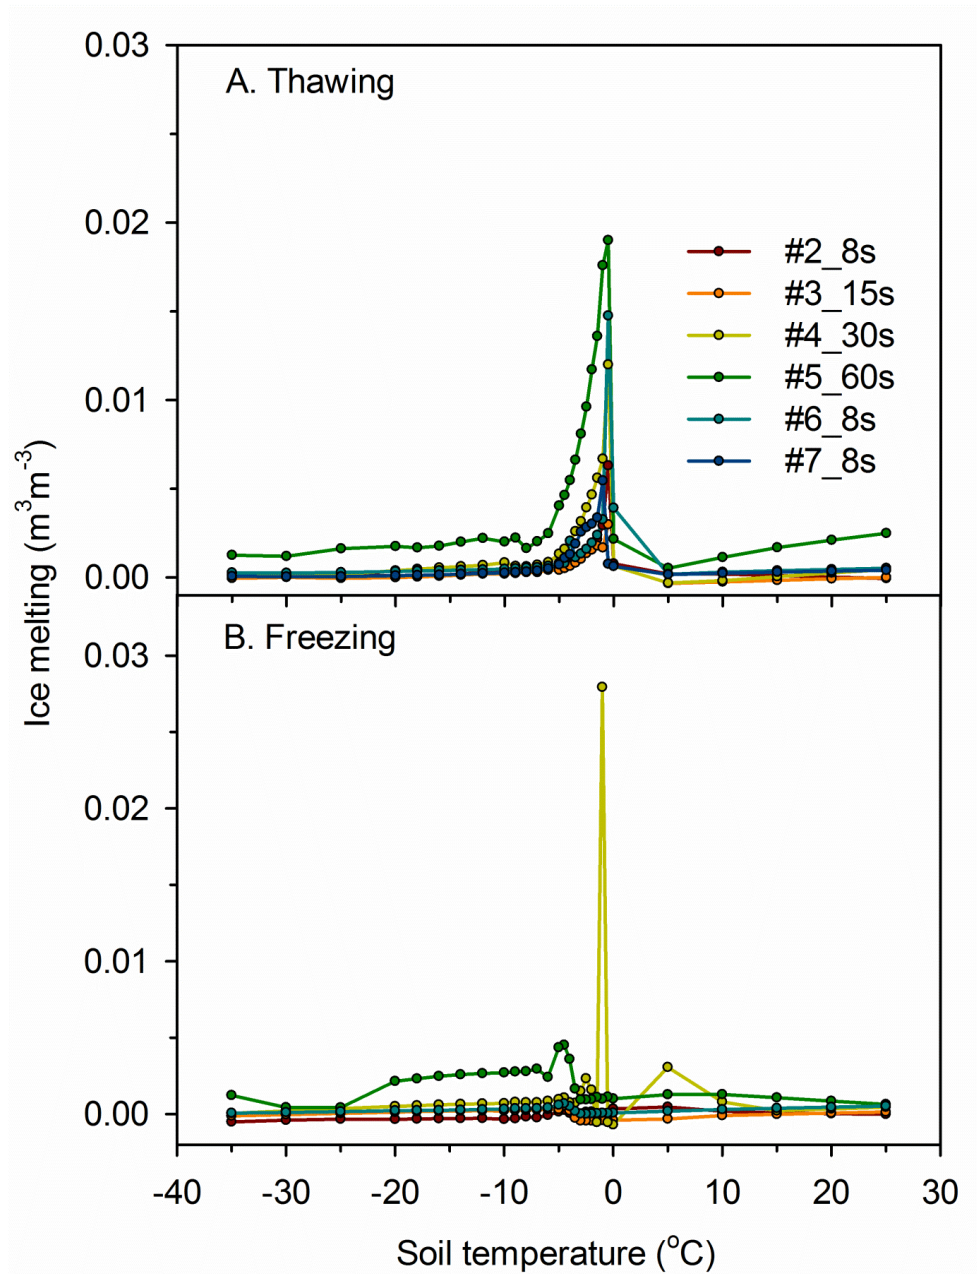 A. Thawing
0.03
0.02
0.01
0.00
#2_8s
#3_15s
#4_30s
#5_60s
#6_8s
#7_8s
Ice melting (m³m⁻³)
B. Freezing
0.03
0.02
0.01
0.00
-40 -30 -20 -10 0 10 20 30
Soil temperature (°C)